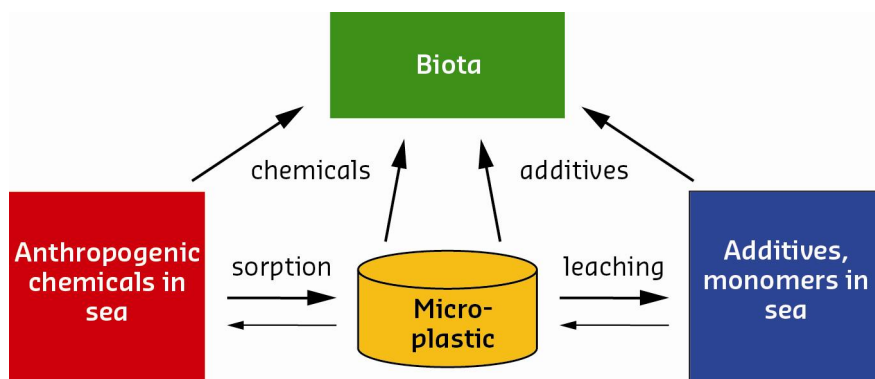 Biota
chemicals
additives
Anthropogenic
chemicals in
sea
sorption
Micro-
plastic
leaching
Additives,
monomers in
sea